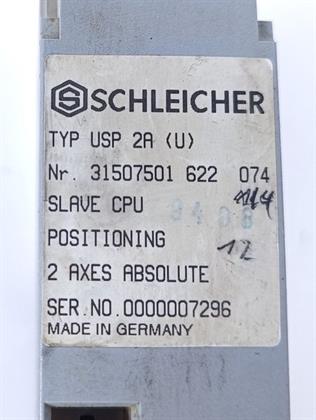 SCHLEICHER
TYP USP 2A (U)
Nr. 31507501 622 074
SLAVE CPU
POSITIONING 12
2 AXES ABSOLUTE
SER.NO.0000007296
MADE IN GERMANY